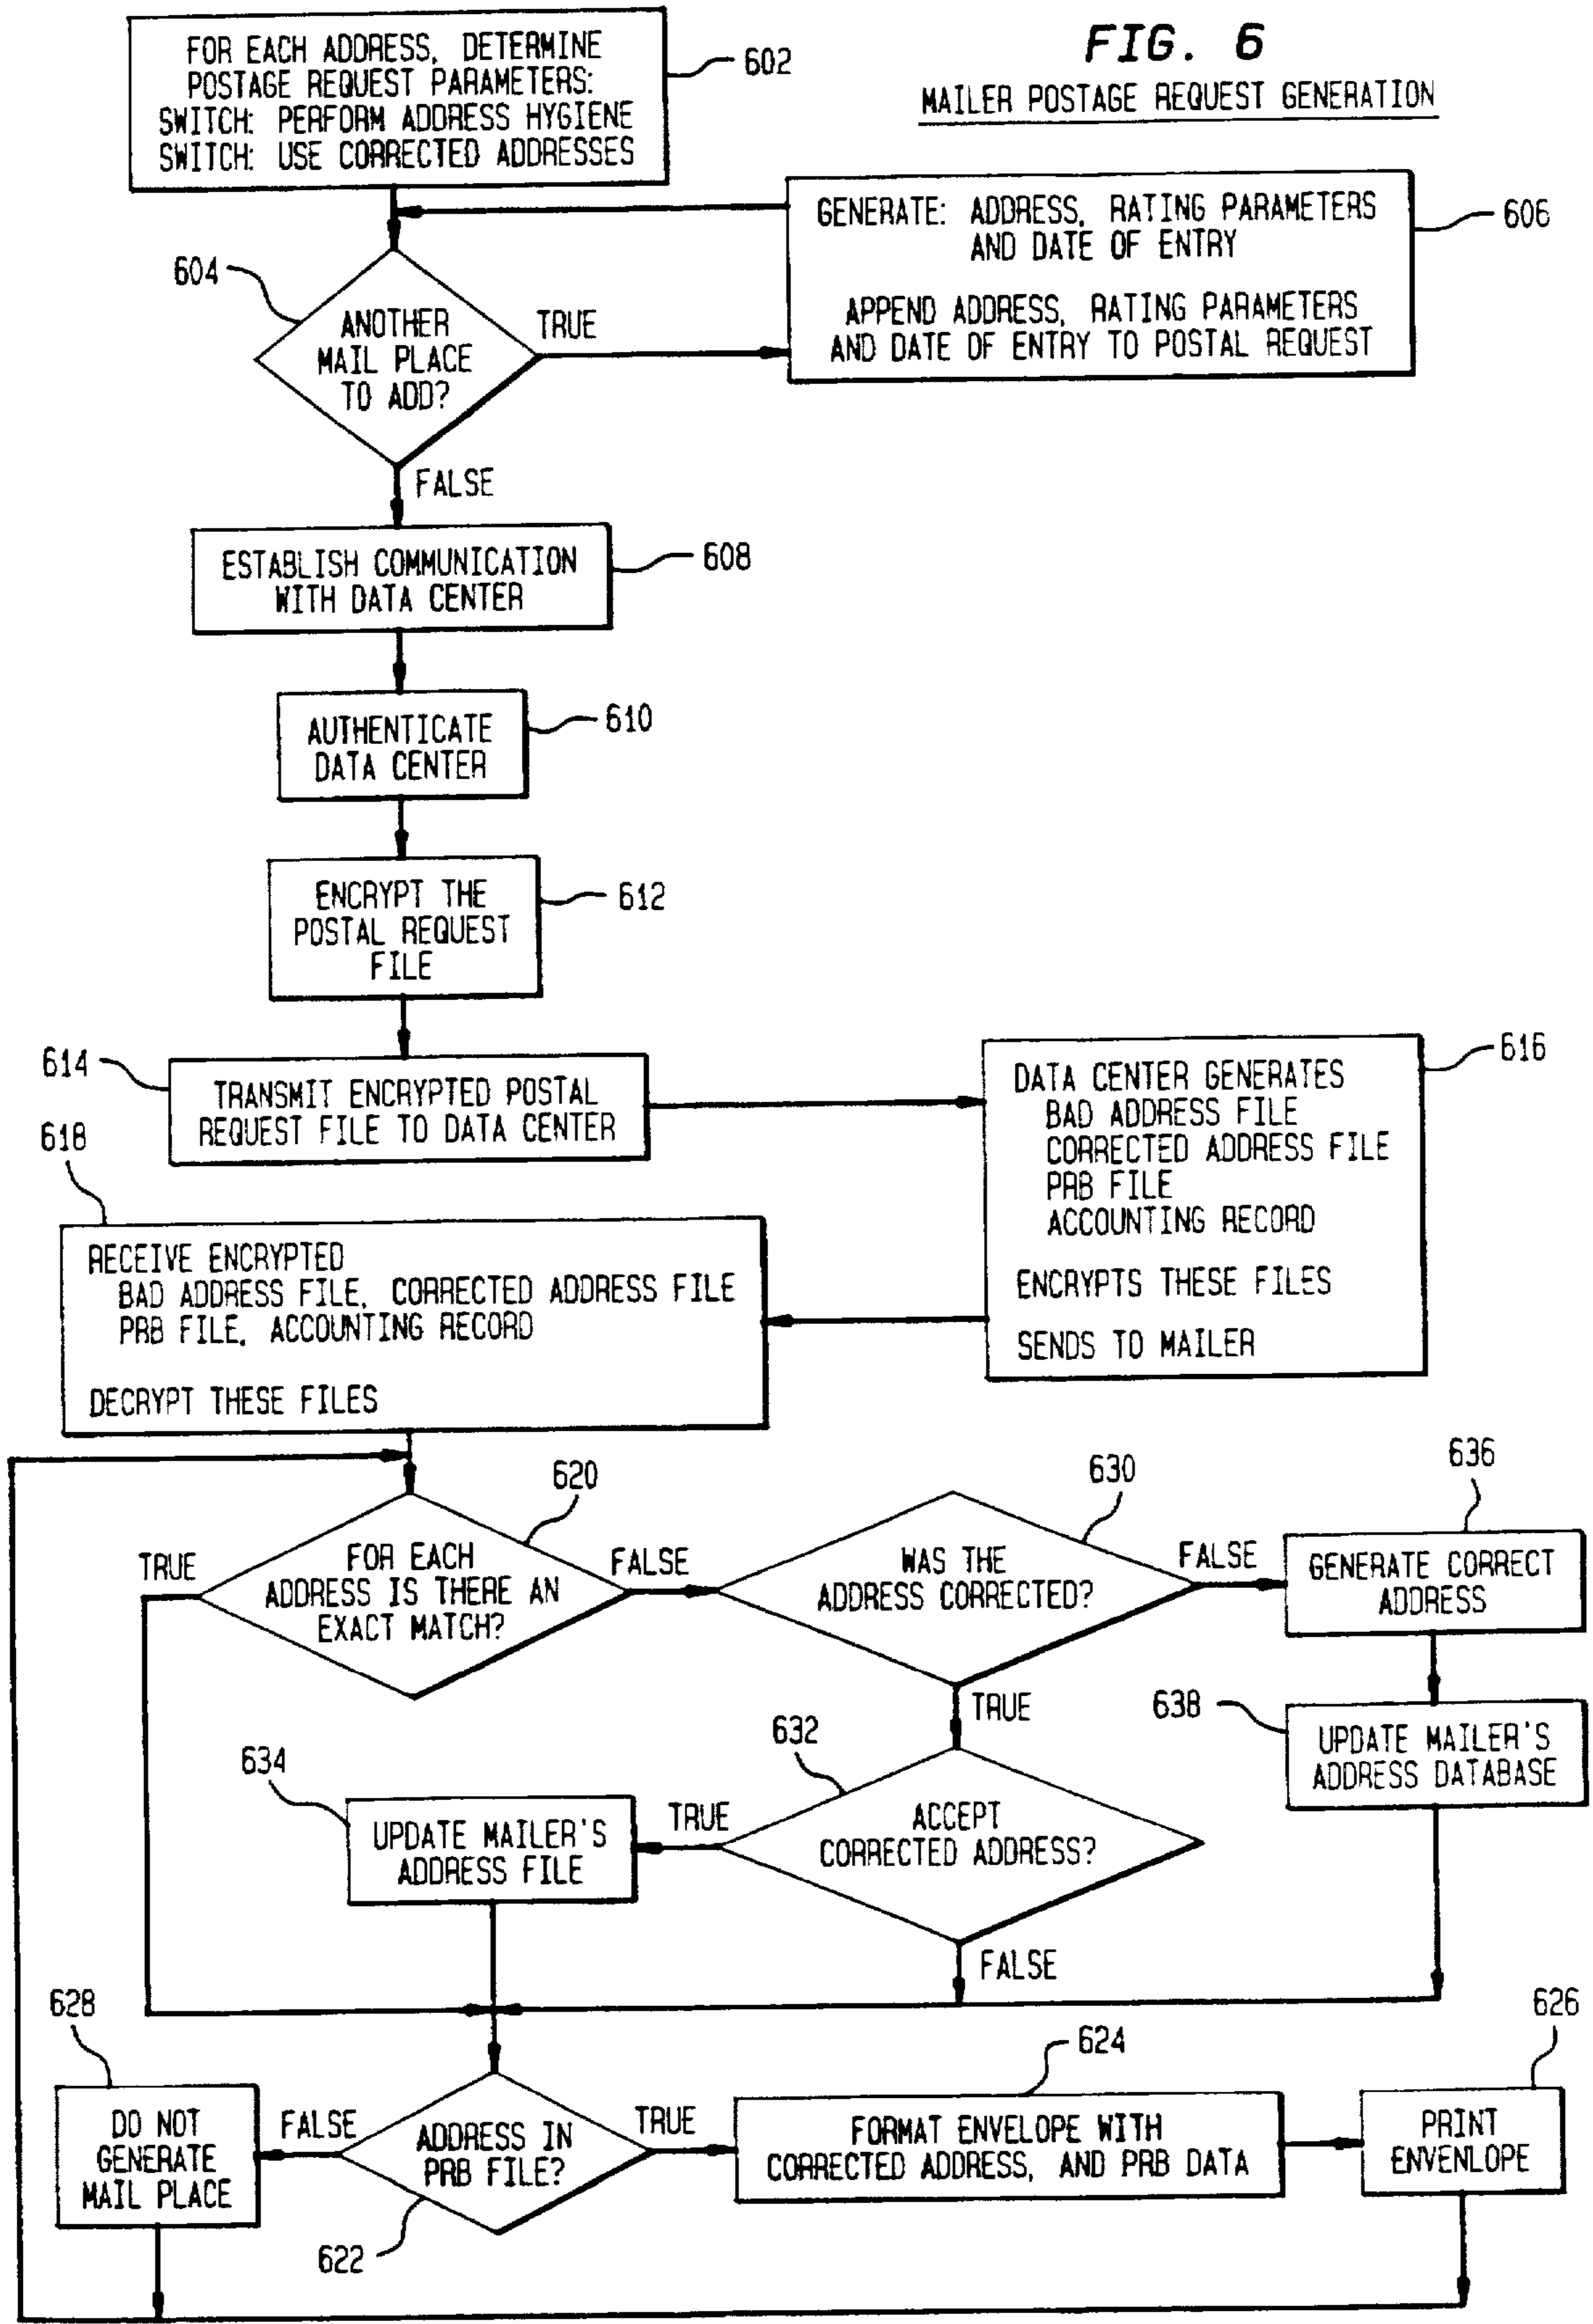 FIG. 6
MAILER POSTAGE REQUEST GENERATION
FOR EACH ADDRESS, DETERMINE
POSTAGE REQUEST PARAMETERS:
SWITCH: PERFORM ADDRESS HYGIENE
SWITCH: USE CORRECTED ADDRESSES
602
GENERATE: ADDRESS, RATING PARAMETERS
AND DATE OF ENTRY
APPEND ADDRESS, RATING PARAMETERS
AND DATE OF ENTRY TO POSTAL REQUEST
606
604
ANOTHER
MAIL PLACE
TO ADD?
TRUE
FALSE
ESTABLISH COMMUNICATION
WITH DATA CENTER
608
AUTHENTICATE
DATA CENTER
610
ENCRYPT THE
POSTAL REQUEST
FILE
612
614
TRANSMIT ENCRYPTED POSTAL
REQUEST FILE TO DATA CENTER
616
DATA CENTER GENERATES
BAD ADDRESS FILE
CORRECTED ADDRESS FILE
PRB FILE
ACCOUNTING RECORD
ENCRYPTS THESE FILES
SENDS TO MAILER
618
RECEIVE ENCRYPTED
BAD ADDRESS FILE, CORRECTED ADDRESS FILE
PRB FILE, ACCOUNTING RECORD
DECRYPT THESE FILES
620
TRUE
FOR EACH
ADDRESS IS THERE AN
EXACT MATCH?
FALSE
630
WAS THE
ADDRESS CORRECTED?
FALSE
TRUE
636
GENERATE CORRECT
ADDRESS
638
UPDATE MAILER'S
ADDRESS DATABASE
632
ACCEPT
CORRECTED ADDRESS?
TRUE
FALSE
634
UPDATE MAILER'S
ADDRESS FILE
628
DO NOT
GENERATE
MAIL PLACE
FALSE
ADDRESS IN
PRB FILE?
622
TRUE
624
FORMAT ENVELOPE WITH
CORRECTED ADDRESS, AND PRB DATA
626
PRINT
ENVENLOPE